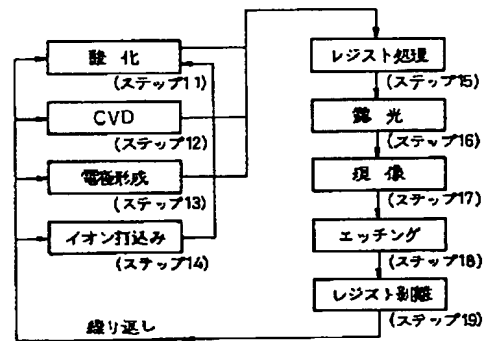 酸 化
(ステップ11)
CVD
(ステップ12)
電極形成
(ステップ13)
イオン打込み
(ステップ14)
レジスト処理
(ステップ15)
露 光
(ステップ16)
現 像
(ステップ17)
エッチング
(ステップ18)
レジスト剥離
(ステップ19)
繰り返し